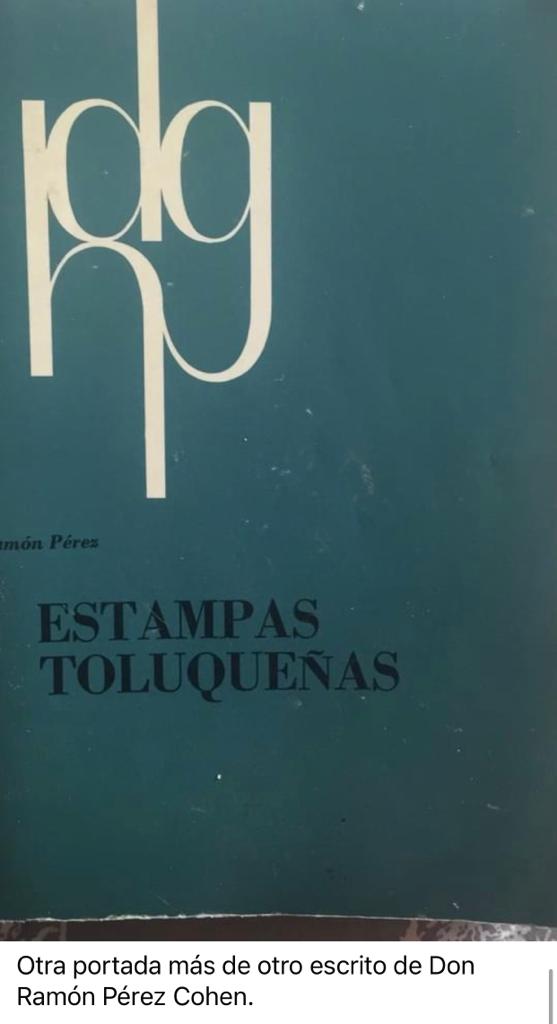 món Pérez
ESTAMPAS
TOLUQUEÑAS
Otra portada más de otro escrito de Don
Ramón Pérez Cohen.